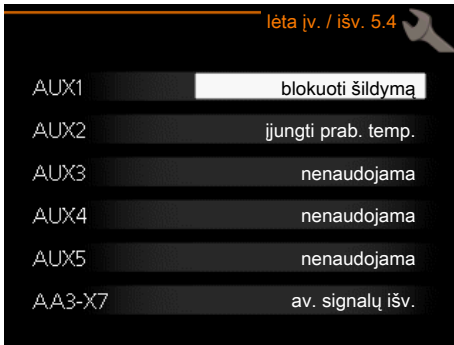 lėta įv. / išv. 5.4
AUX1 blokuoti šildymą
AUX2 įjungti prab. temp.
AUX3 nenaudojama
AUX4 nenaudojama
AUX5 nenaudojama
AA3-X7 av. signalų išv.